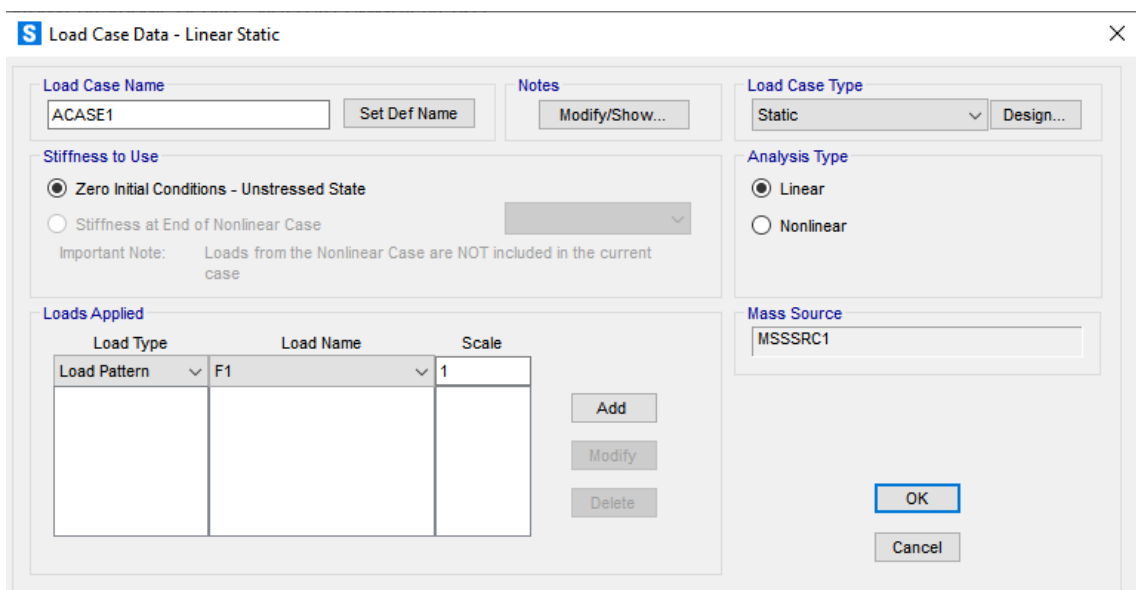 S Load Case Data - Linear Static
Load Case Name
ACASE1
Set Def Name
Notes
Modify/Show...
Load Case Type
Static
Design...
Stiffness to Use
Zero Initial Conditions - Unstressed State
Stiffness at End of Nonlinear Case
Important Note: Loads from the Nonlinear Case are NOT included in the current
case
Analysis Type
Linear
Nonlinear
Loads Applied
Load Type Load Name Scale
Load Pattern F1 1
Add
Modify
Delete
Mass Source
MSSSRC1
OK
Cancel